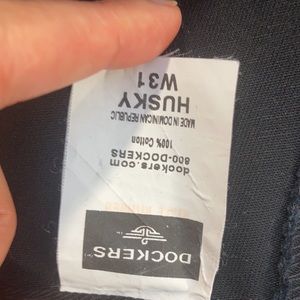 DOCKERS
dockers.com
800-DOCKERS
100% Cotton
MADE IN DOMINICAN REPUBLIC
HUSKY
W31